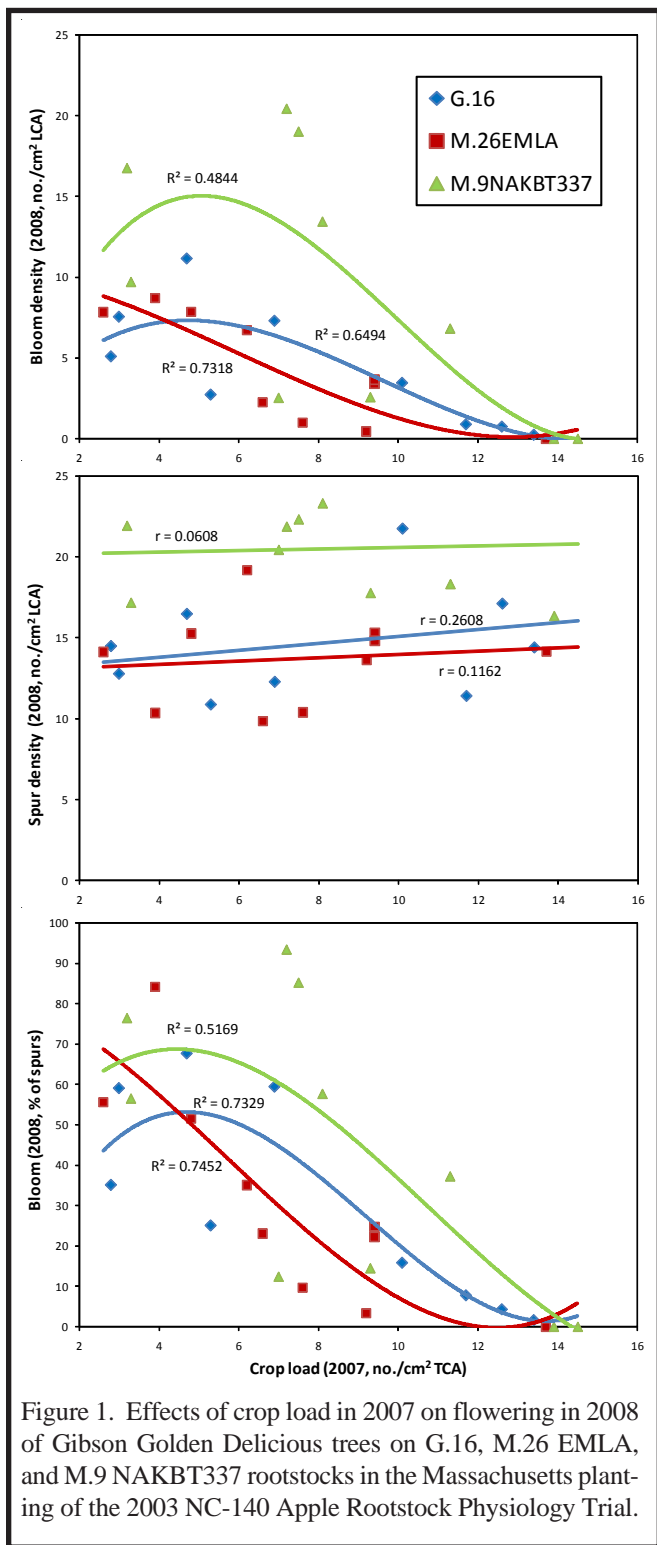 25
20
15
10
5
0
2 4 6 8 10 12 14 16
Bloom density (2008, no./cm² LCA)
G.16
M.26EMLA
M.9NAKBT337
R² = 0.4844
R² = 0.6494
R² = 0.7318
25
20
15
10
5
0
2 4 6 8 10 12 14 16
Spur density (2008, no./cm² LCA)
r = 0.0608
r = 0.2608
r = 0.1162
100
90
80
70
60
50
40
30
20
10
0
2 4 6 8 10 12 14 16
Bloom (2008, % of spurs)
R² = 0.5169
R² = 0.7329
R² = 0.7452
Crop load (2007, no./cm² TCA)
Figure 1. Effects of crop load in 2007 on flowering in 2008
of Gibson Golden Delicious trees on G.16, M.26 EMLA,
and M.9 NAKBT337 rootstocks in the Massachusetts plant-
ing of the 2003 NC-140 Apple Rootstock Physiology Trial.